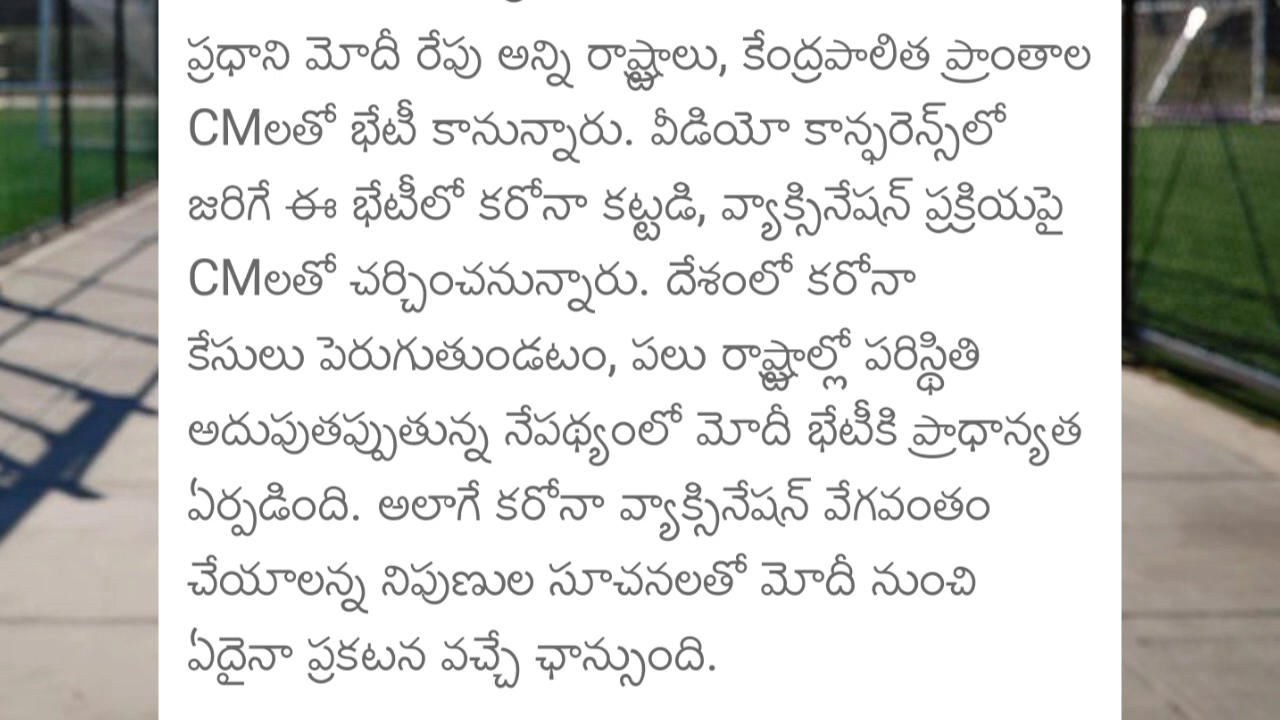 ప్రధాని మోదీ రేపు అన్ని రాష్ట్రాలు, కేంద్రపాలిత ప్రాంతాల
CMలతో భేటీ కానున్నారు. వీడియో కాన్ఫరెన్స్‌లో
జరిగే ఈ భేటీలో కరోనా కట్టడి, వ్యాక్సినేషన్ ప్రక్రియపై
CMలతో చర్చించనున్నారు. దేశంలో కరోనా
కేసులు పెరుగుతుండటం, పలు రాష్ట్రాల్లో పరిస్థితి
అదుపుతప్పుతున్న నేపథ్యంలో మోదీ భేటీకి ప్రాధాన్యత
ఏర్పడింది. అలాగే కరోనా వ్యాక్సినేషన్ వేగవంతం
చేయాలన్న నిపుణుల సూచనలతో మోదీ నుంచి
ఏదైనా ప్రకటన వచ్చే ఛాన్సుంది.